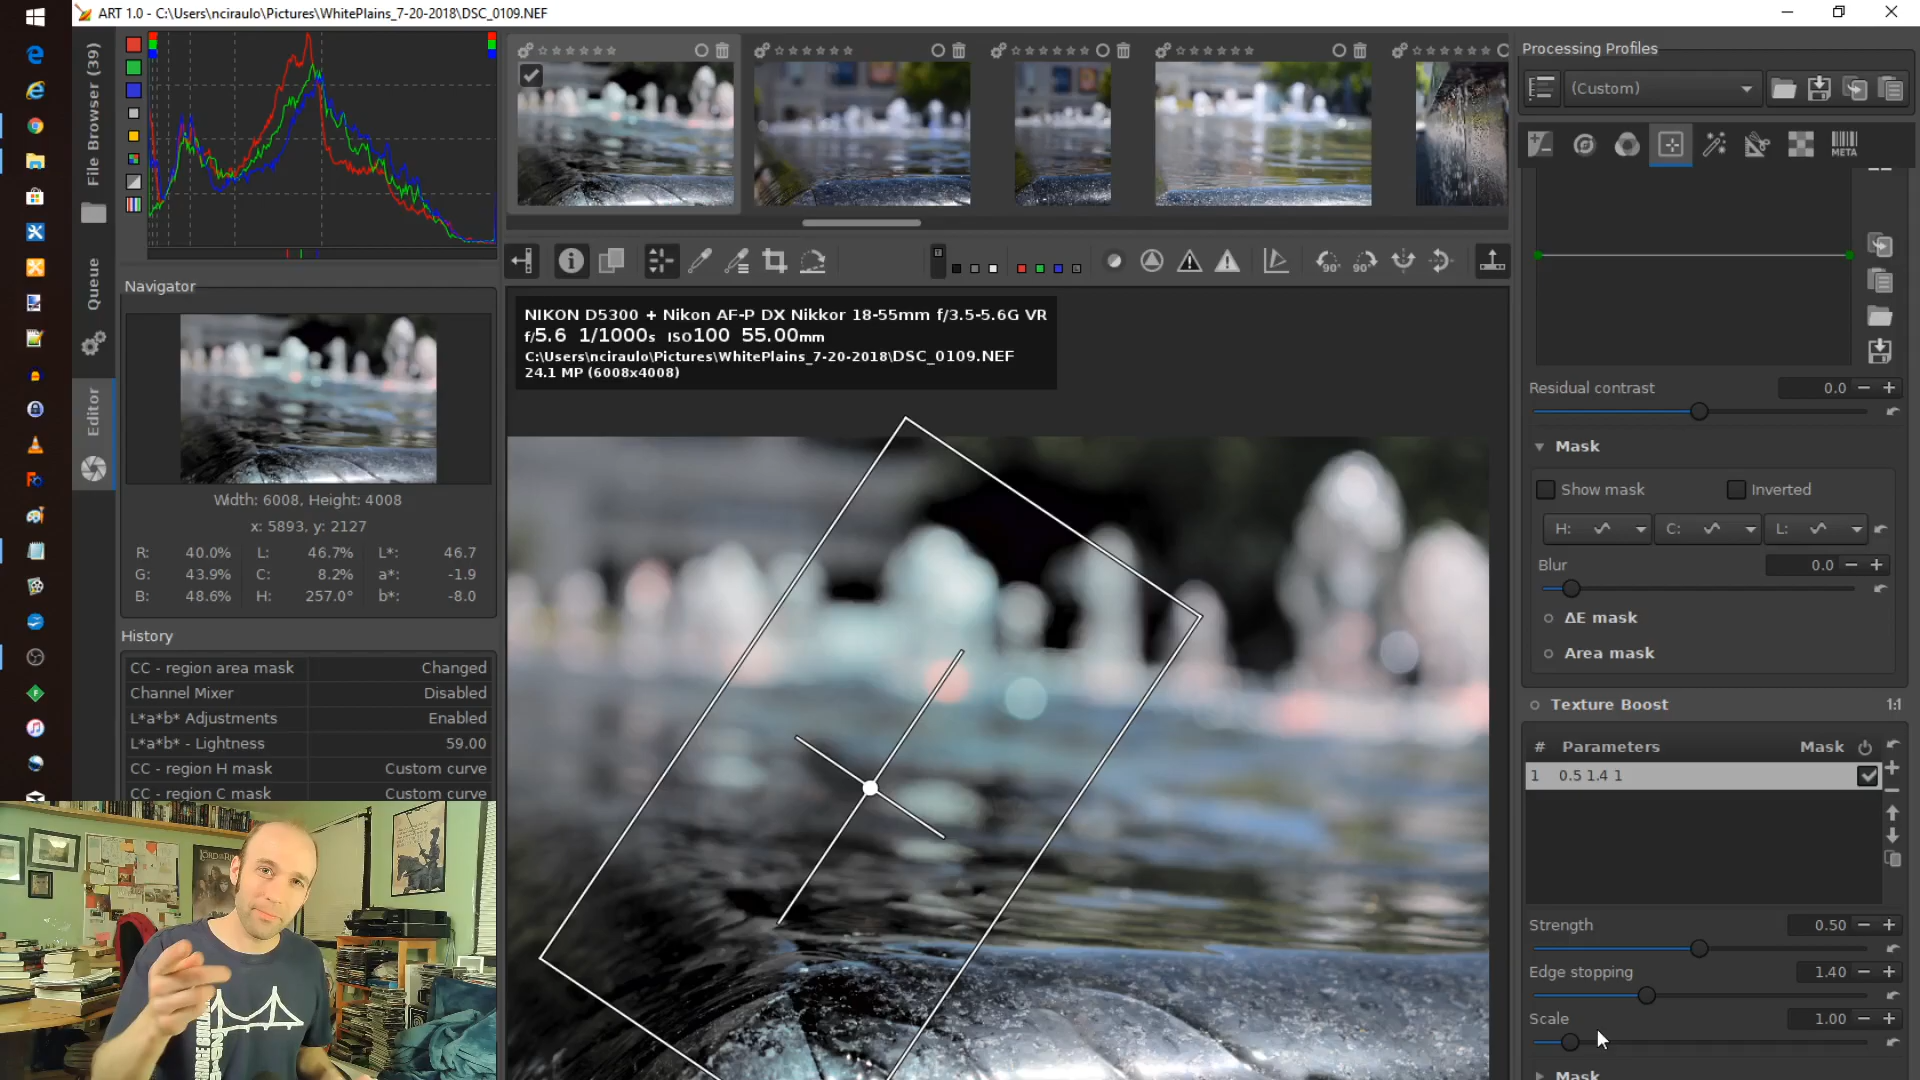 ART 1.0 - C:\Users\nciraulo\Pictures\WhitePlains_7-20-2018\DSC_0109.NEF
File Browser (39)
Queue
Editor
Processing Profiles
(Custom)
META
NIKON D5300 + Nikon AF-P DX Nikkor 18-55mm f/3.5-5.6G VR
f/5.6 1/1000s ISO100 55.00mm
C:\Users\nciraulo\Pictures\WhitePlains_7-20-2018\DSC_0109.NEF
24.1 MP (6008x4008)
Navigator
Width: 6008, Height: 4008
x: 5893, y: 2127
R: 40.0% L: 46.7% L*: 46.7
G: 43.9% C: 8.2% a*: -1.9
B: 48.6% H: 257.0° b*: -8.0
History
CC - region area mask Changed
Channel Mixer Disabled
L*a*b* Adjustments Enabled
L*a*b* - Lightness 59.00
CC - region H mask Custom curve
CC - region C mask Custom curve
90° 90°
Residual contrast 0.0
Mask
Show mask Inverted
H: C: L:
Blur 0.0
ΔE mask
Area mask
Texture Boost 1:1
# Parameters Mask
1 0.5 1.4 1
Strength 0.50
Edge stopping 1.40
Scale 1.00
Mask